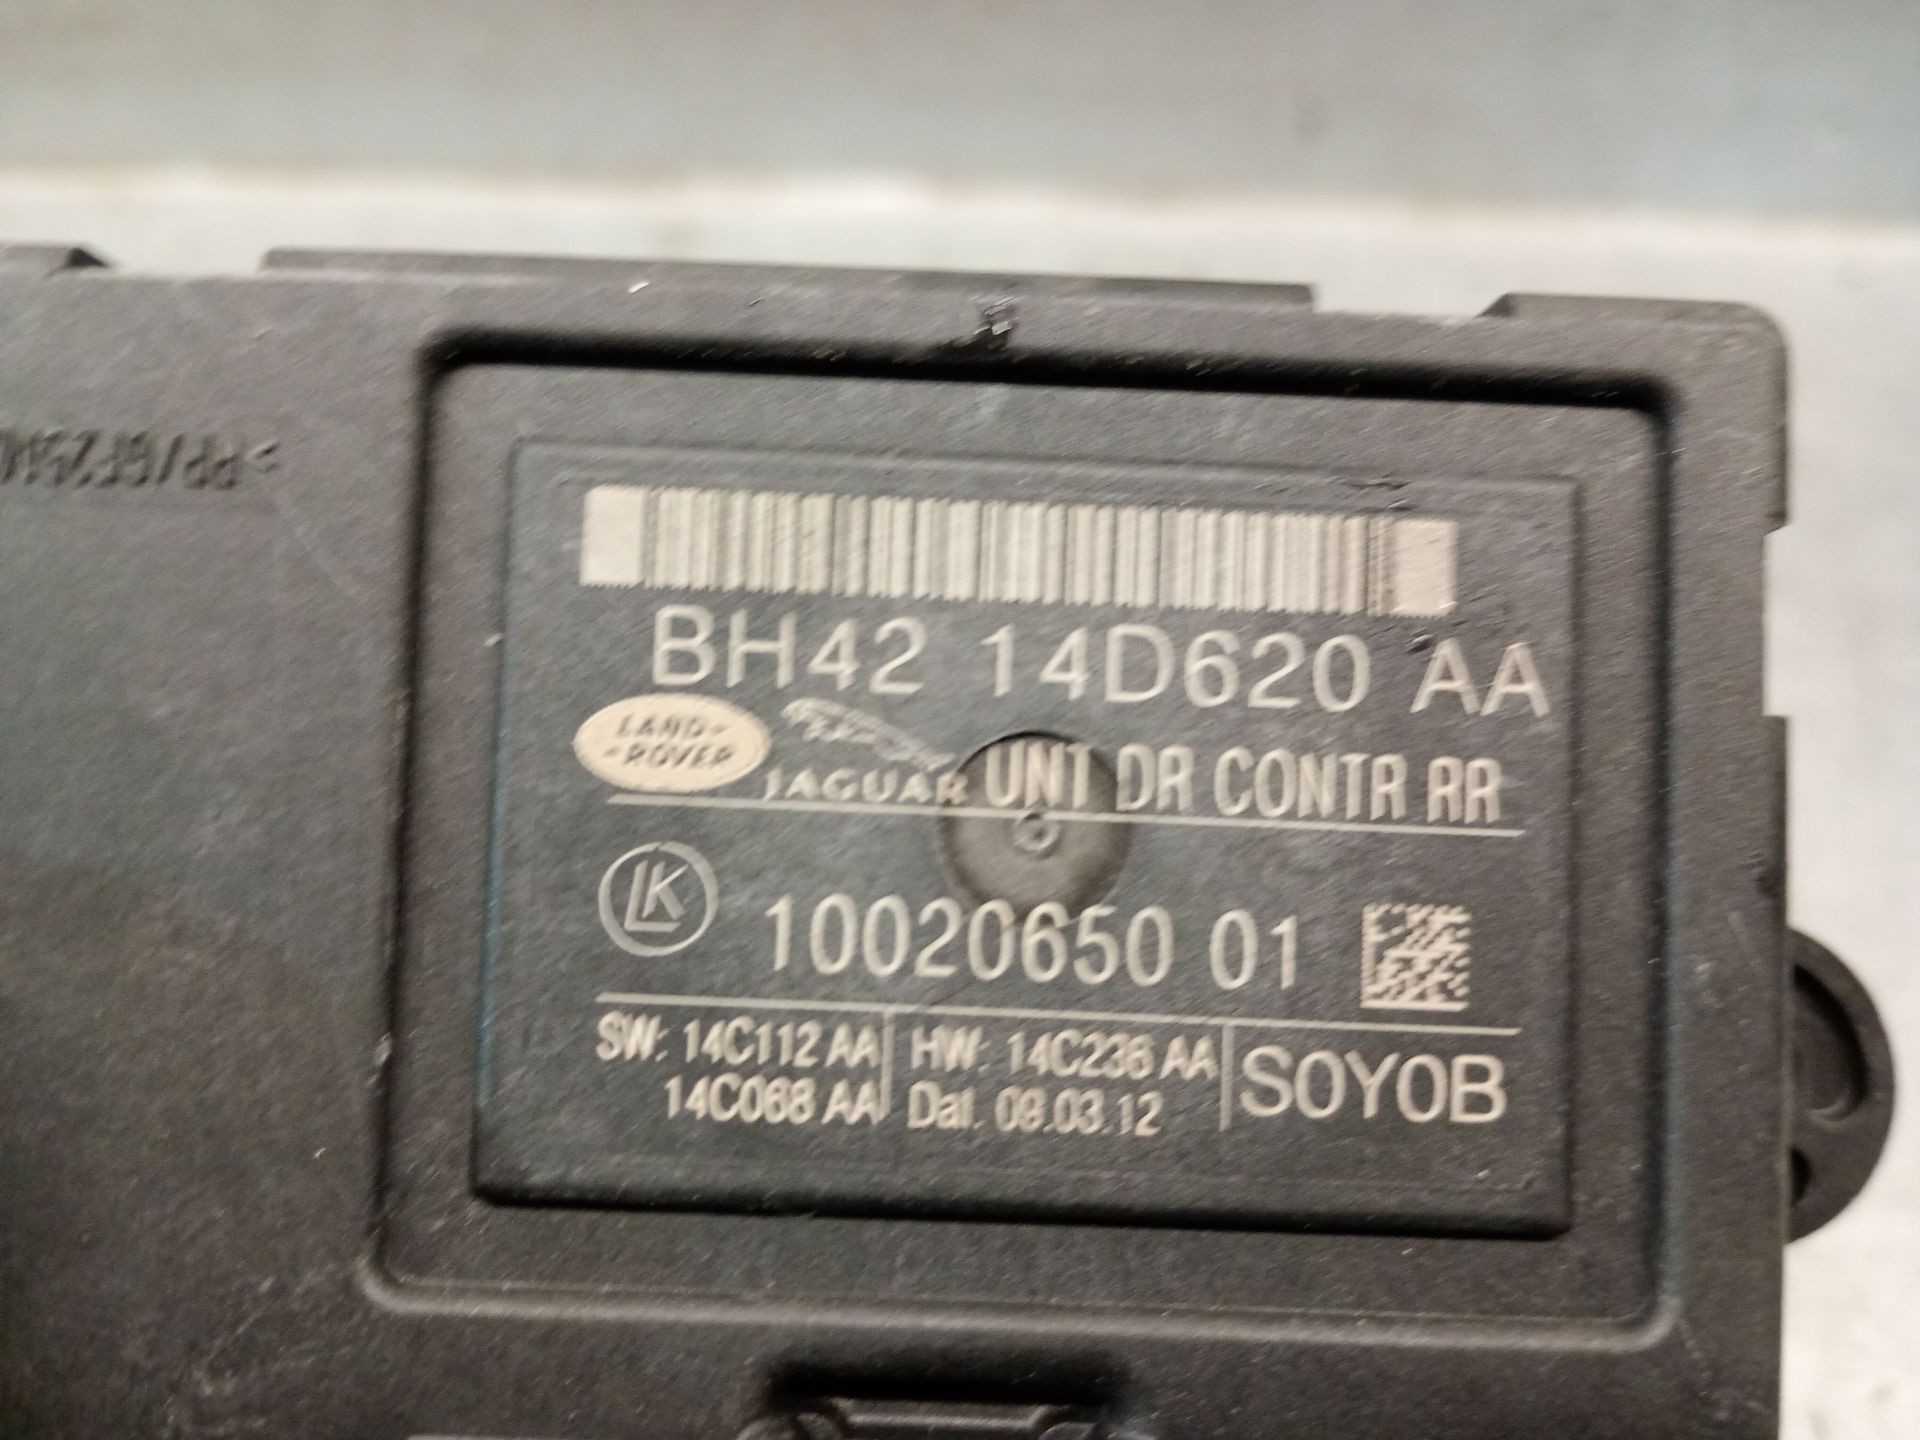 BH42 14D620 AA
LAND-
-ROVER
JAGUAR
UNT DR CONTR RR
LK
10020650 01
SW: 14C112 AA
14C068 AA
HW: 14C236 AA
Dat. 09.03.12
S0Y0B